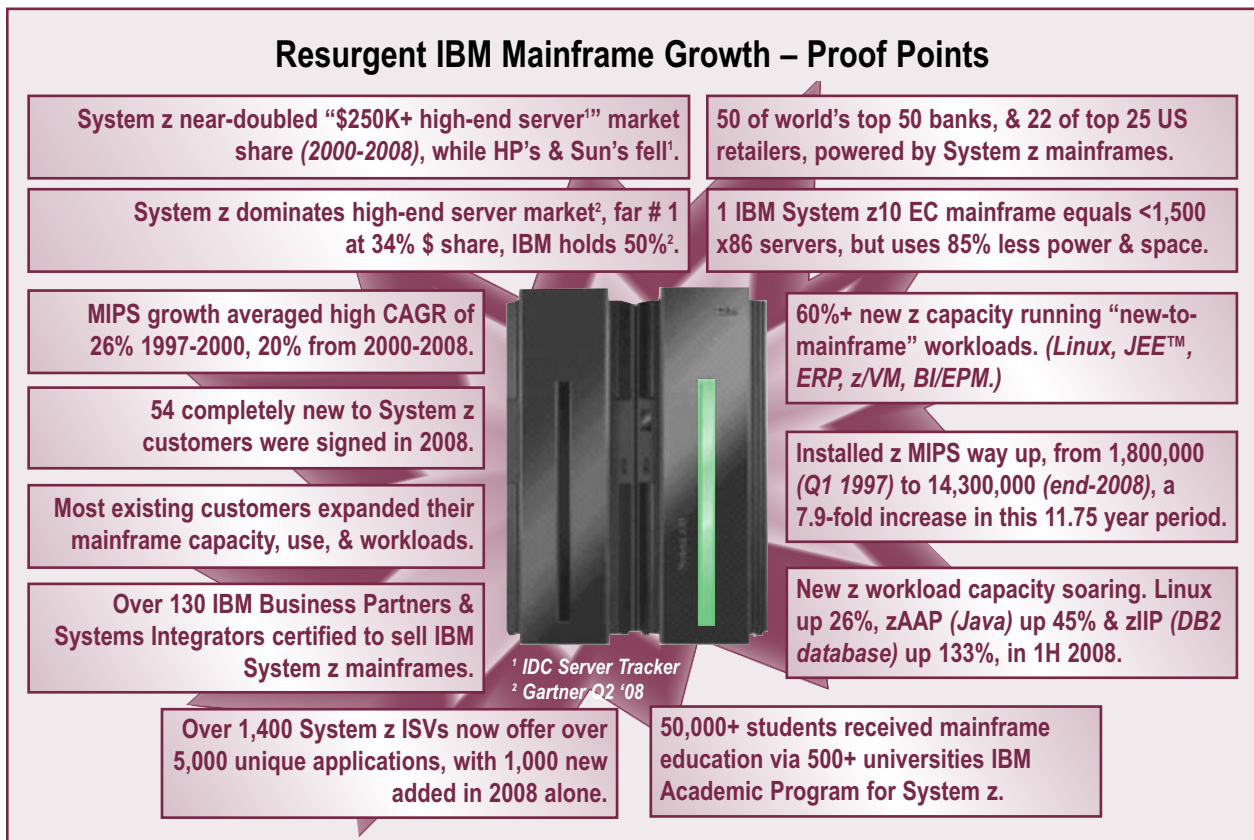 Resurgent IBM Mainframe Growth – Proof Points
System z near-doubled “$250K+ high-end server¹” market
share (2000-2008), while HP’s & Sun’s fell¹.
System z dominates high-end server market², far # 1
at 34% $ share, IBM holds 50%².
MIPS growth averaged high CAGR of
26% 1997-2000, 20% from 2000-2008.
54 completely new to System z
customers were signed in 2008.
Most existing customers expanded their
mainframe capacity, use, & workloads.
Over 130 IBM Business Partners &
Systems Integrators certified to sell IBM
System z mainframes.
Over 1,400 System z ISVs now offer over
5,000 unique applications, with 1,000 new
added in 2008 alone.
50 of world’s top 50 banks, & 22 of top 25 US
retailers, powered by System z mainframes.
1 IBM System z10 EC mainframe equals <1,500
x86 servers, but uses 85% less power & space.
60%+ new z capacity running “new-to-
mainframe” workloads. (Linux, JEE™,
ERP, z/VM, BI/EPM.)
Installed z MIPS way up, from 1,800,000
(Q1 1997) to 14,300,000 (end-2008), a
7.9-fold increase in this 11.75 year period.
New z workload capacity soaring. Linux
up 26%, zAAP (Java) up 45% & zIIP (DB2
database) up 133%, in 1H 2008.
50,000+ students received mainframe
education via 500+ universities IBM
Academic Program for System z.
¹ IDC Server Tracker
² Gartner Q2 ‘08